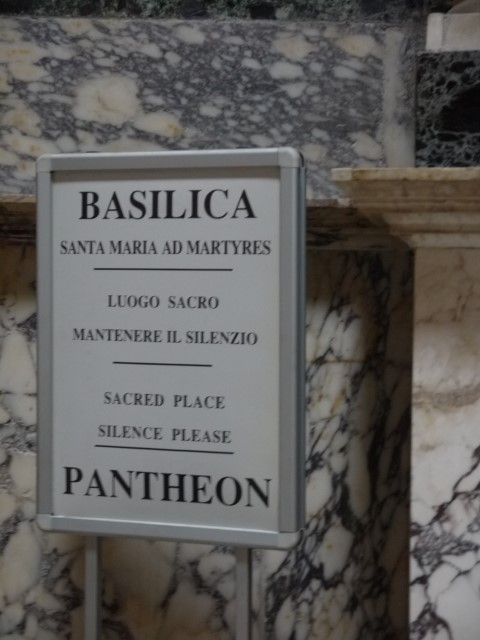 BASILICA
SANTA MARIA AD MARTYRES
LUOGO SACRO
MANTENERE IL SILENZIO
SACRED PLACE
SILENCE PLEASE
PANTHEON